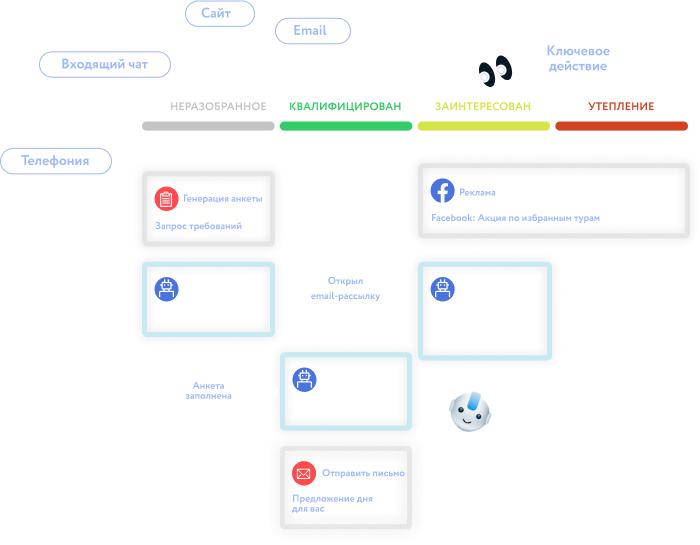 Сайт
Email
Входящий чат
Ключевое
действие
НЕРАЗОБРАННОЕ
КВАЛИФИЦИРОВАН
ЗАИНТЕРЕСОВАН
УТЕПЛЕНИЕ
Телефония
Генерация анкеты
Запрос требований
Реклама
Facebook: Акция по избранным турам
Открыл
email-рассылку
Анкета
заполнена
Отправить письмо
Предложение дня
для вас